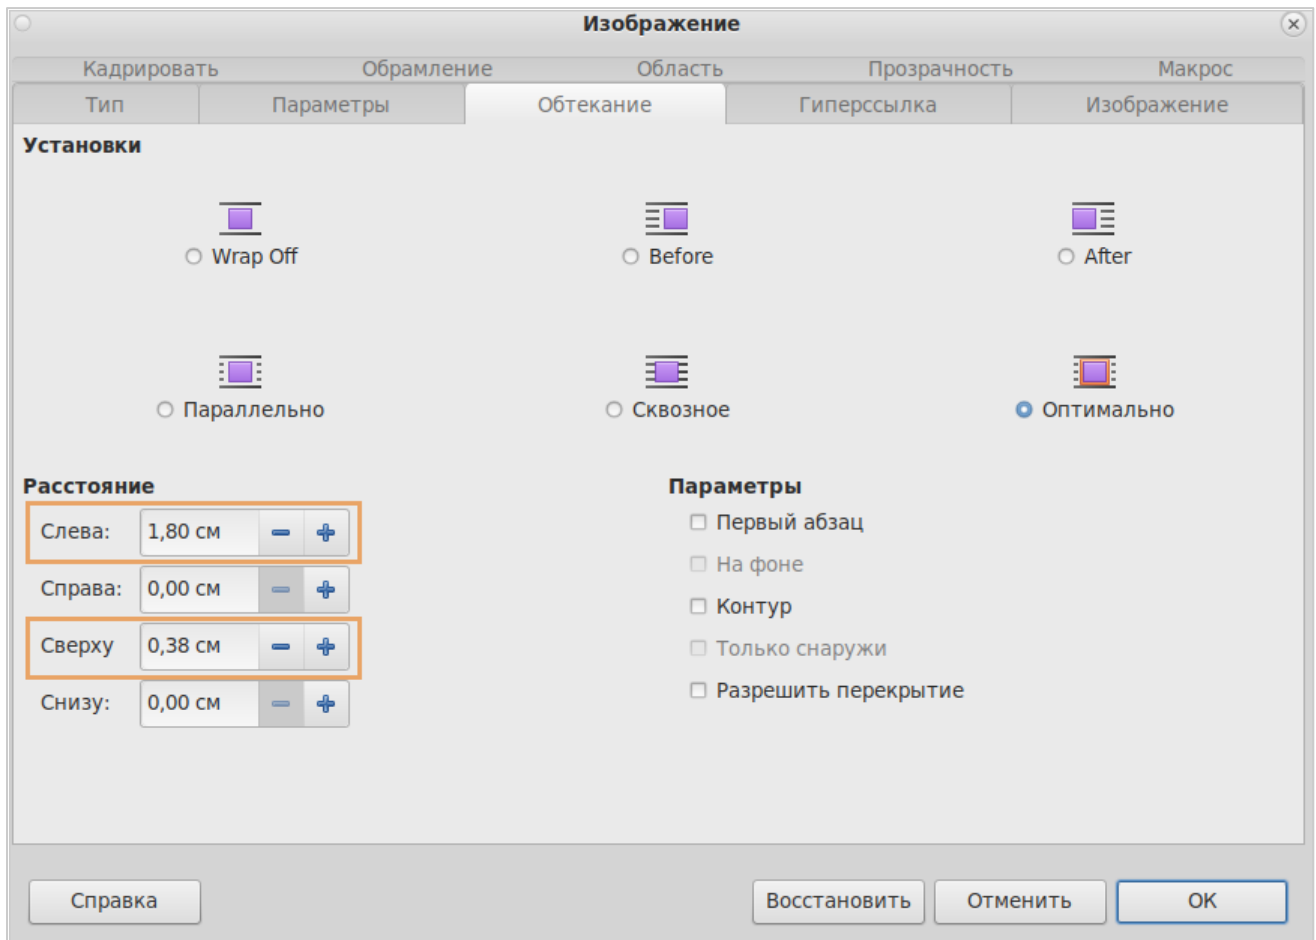 Изображение
Кадрировать Обрамление Область Прозрачность Макрос
Тип Параметры Обтекание Гиперссылка Изображение
Установки
Wrap Off Before After
Параллельно Сквозное Оптимально
Расстояние
Слева: 1,80 см
Справа: 0,00 см
Сверху 0,38 см
Снизу: 0,00 см
Параметры
Первый абзац
На фоне
Контур
Только снаружи
Разрешить перекрытие
Справка Восстановить Отменить ОК